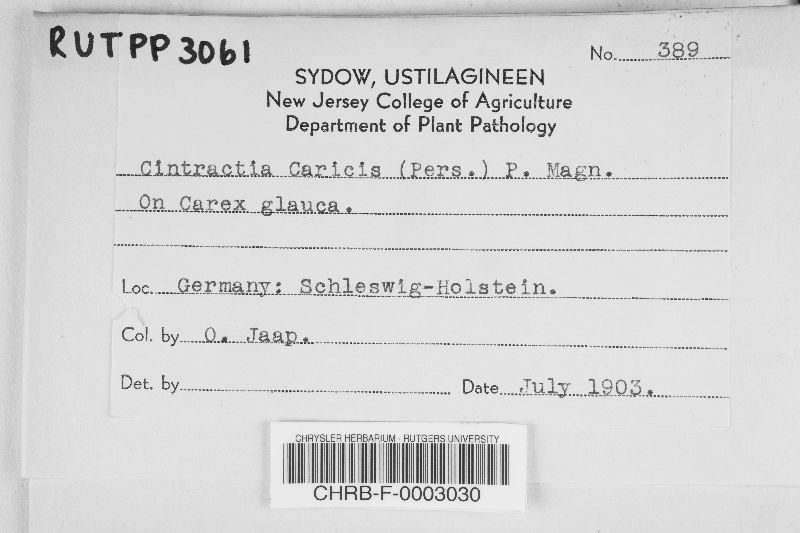 RUTPP 3061
No. 389
SYDOW, USTILAGINEEN
New Jersey College of Agriculture
Department of Plant Pathology
Cintractia Caricis (Pers.) P. Magn.
On Carex glauca.
Loc. Germany: Schleswig-Holstein.
Col. by O. Jaap.
Det. by
Date July 1903.
CHRYSLER HERBARIUM - RUTGERS UNIVERSITY
CHRB-F-0003030